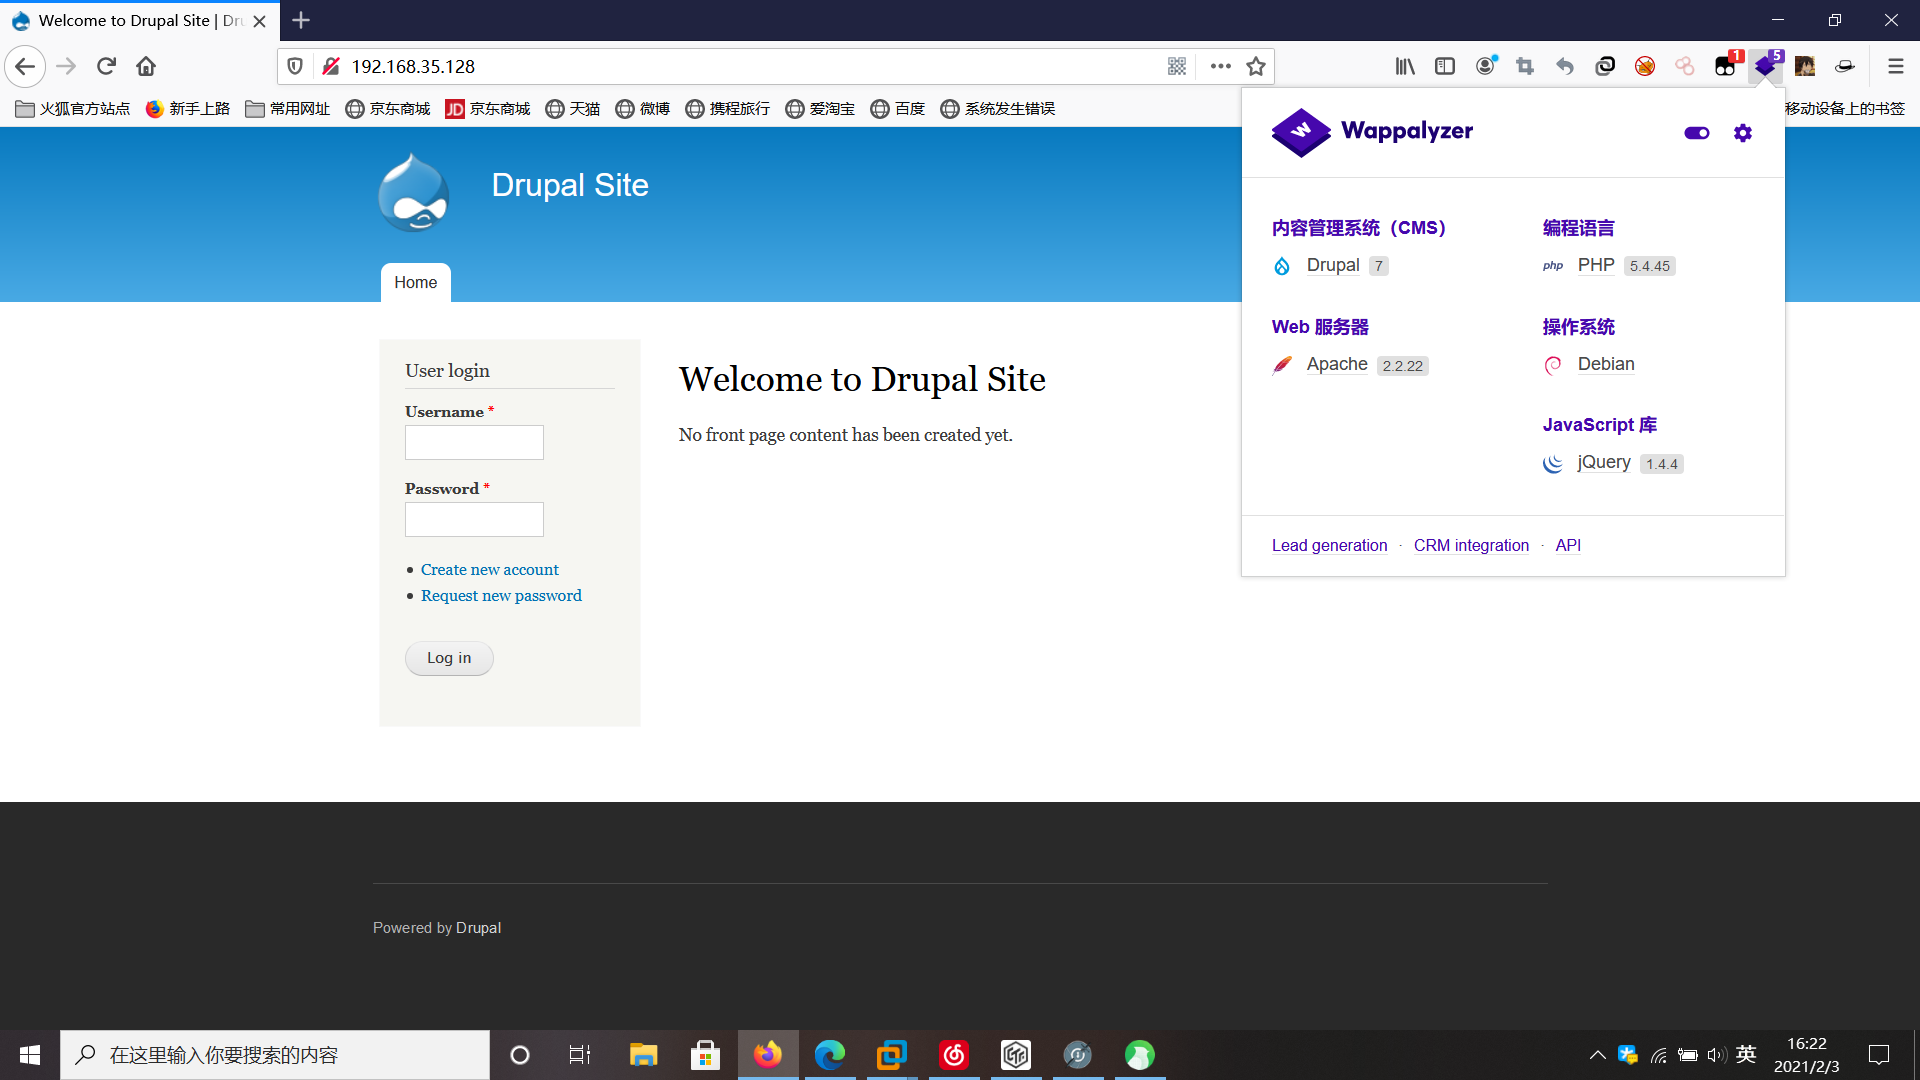 Welcome to Drupal Site | Dru
192.168.35.128
1
5
火狐官方站点
新手上路
常用网址
京东商城
JD
京东商城
天猫
微博
携程旅行
爱淘宝
百度
系统发生错误
移动设备上的书签
Drupal Site
Home
User login
Username *
Password *
Create new account
Request new password
Log in
Welcome to Drupal Site
No front page content has been created yet.
W
Wappalyzer
内容管理系统（CMS）
Drupal 7
Web 服务器
Apache 2.2.22
编程语言
php PHP 5.4.45
操作系统
Debian
JavaScript 库
jQuery 1.4.4
Lead generation · CRM integration · API
Powered by Drupal
在这里输入你要搜索的内容
英
16:22
2021/2/3